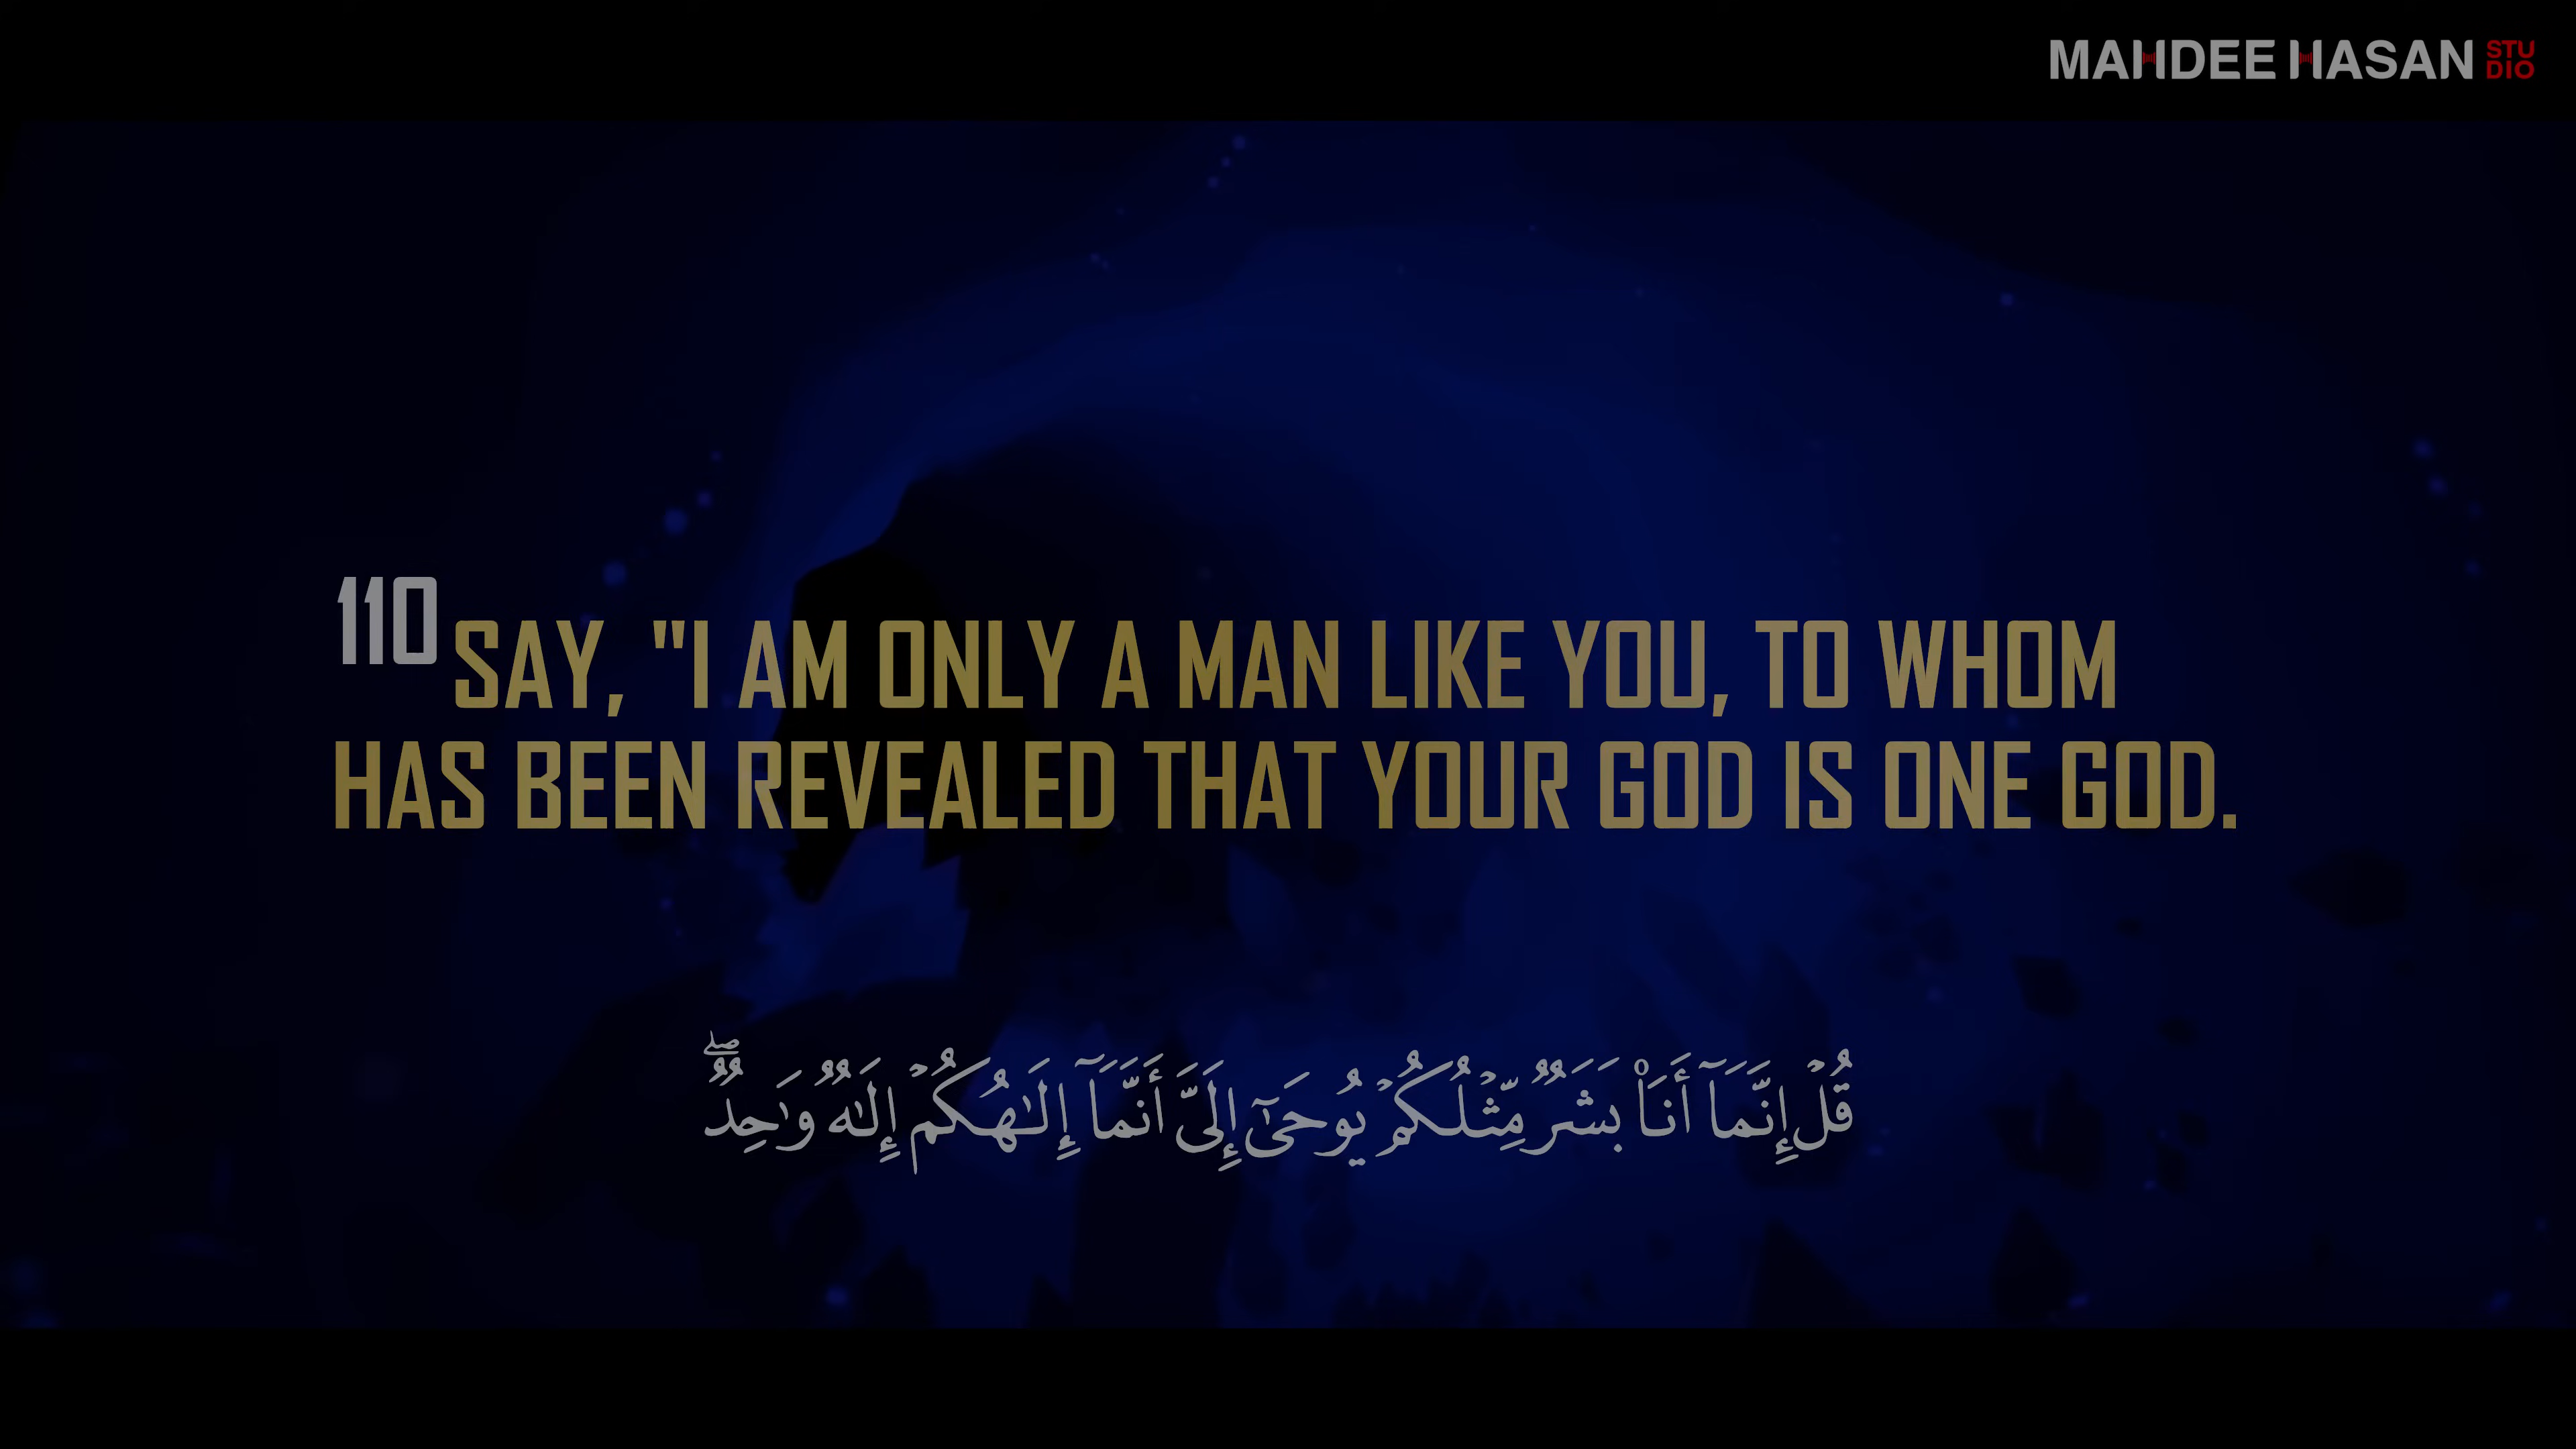 MAHDEE HASAN STUDIO
110 SAY, "I AM ONLY A MAN LIKE YOU, TO WHOM
HAS BEEN REVEALED THAT YOUR GOD IS ONE GOD.
قُلْ إِنَّمَآ أَنَا۠ بَشَرٌ مِّثْلُكُمْ يُوحَىٰٓ إِلَىَّ أَنَّمَآ إِلَـٰهُكُمْ إِلَـٰهٌ وَٰحِدٌ ۖ